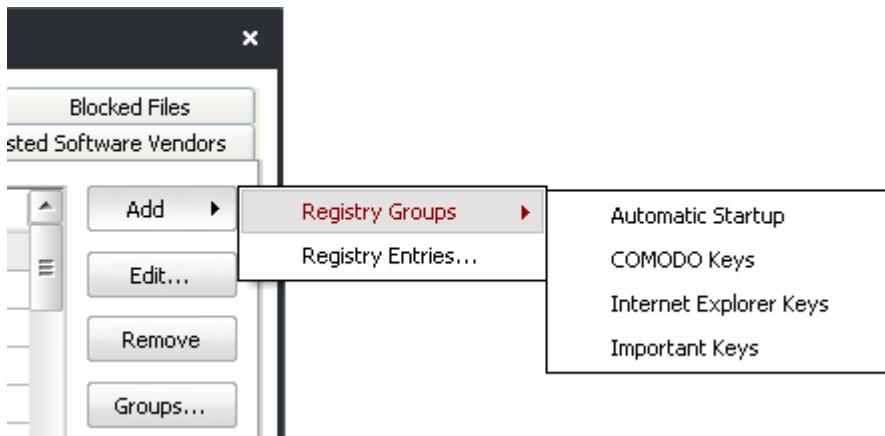 Blocked Files
sted Software Vendors
Add
Registry Groups
Automatic Startup
Registry Entries...
COMODO Keys
Edit...
Internet Explorer Keys
Remove
Important Keys
Groups...